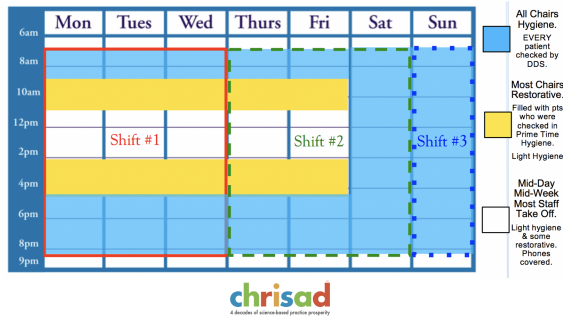 Mon Tues Wed Thurs Fri Sat Sun
6am
8am
10am
12pm
2pm
4pm
6pm
8pm
9pm
Shift #1
Shift #2
Shift #3
All Chairs
Hygiene.
EVERY
patient
checked by
DDS.
Most Chairs
Restorative.
Filled with pts
who were
checked in
Prime Time
Hygiene.
Light Hygiene
Mid-Day
Mid-Week
Most Staff
Take Off.
Light hygiene
& some
restorative.
Phones
covered.
chrisad
4 decades of science-based practice prosperity